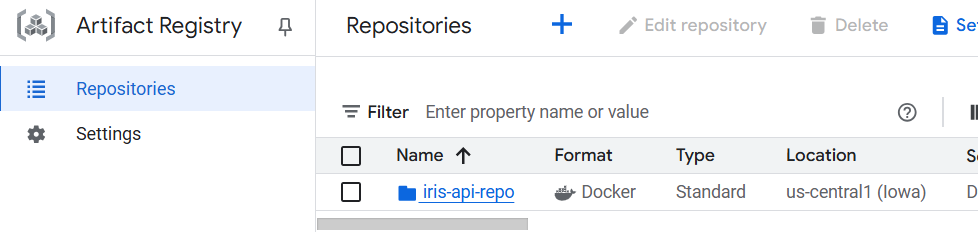 Artifact Registry
Repositories
Edit repository
Delete
Repositories
Settings
Filter Enter property name or value
Name Format Type Location
iris-api-repo Docker Standard us-central1 (Iowa)